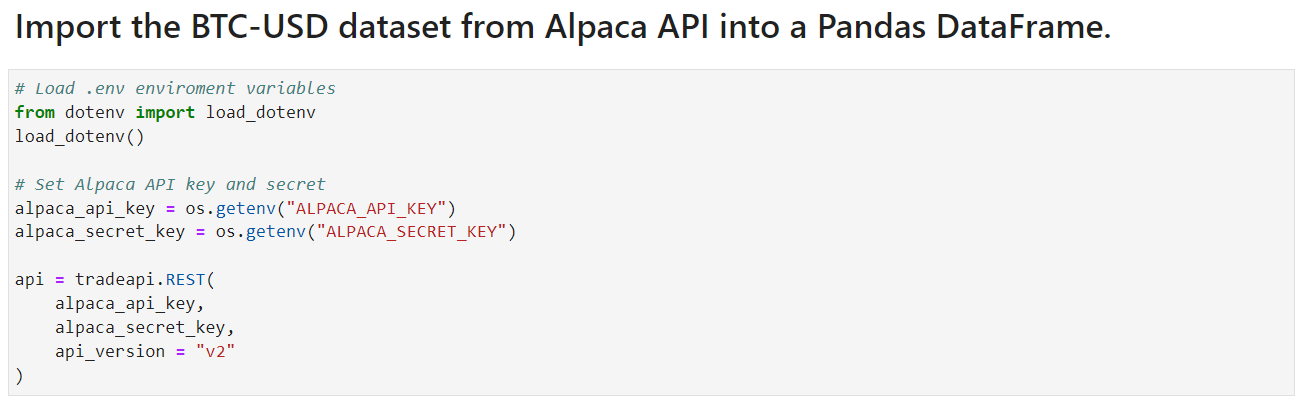 Import the BTC-USD dataset from Alpaca API into a Pandas DataFrame.
# Load .env enviroment variables
from dotenv import load_dotenv
load_dotenv()
# Set Alpaca API key and secret
alpaca_api_key = os.getenv("ALPACA_API_KEY")
alpaca_secret_key = os.getenv("ALPACA_SECRET_KEY")
api = tradeapi.REST(
    alpaca_api_key,
    alpaca_secret_key,
    api_version = "v2"
)